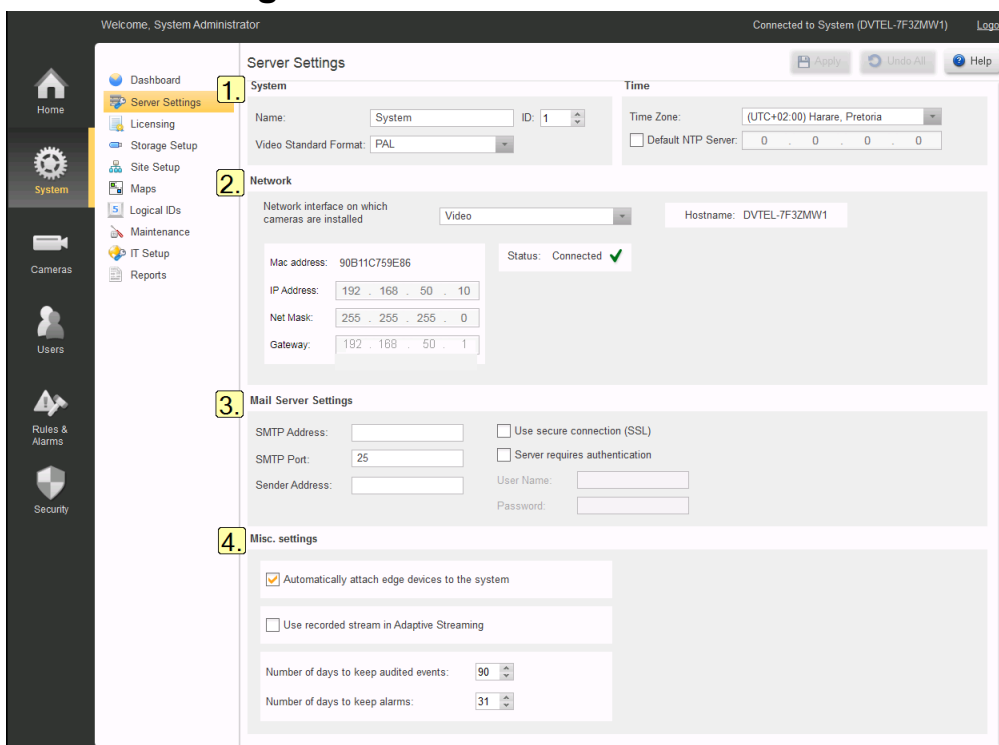 Welcome, System Administrator
Connected to System (DVTEL-7F3ZMW1)
Logo
Home
System
Cameras
Users
Rules &
Alarms
Security
Dashboard
Server Settings
Licensing
Storage Setup
Site Setup
Maps
5 Logical IDs
Maintenance
IT Setup
Reports
Server Settings
Apply
Undo All
? Help
1. System
Name: System ID: 1
Video Standard Format: PAL
Time
Time Zone: (UTC+02:00) Harare, Pretoria
Default NTP Server: 0 . 0 . 0 . 0
2. Network
Network interface on which
cameras are installed
Video
Hostname: DVTEL-7F3ZMW1
Mac address: 90B11C759E86
Status: Connected
IP Address: 192 . 168 . 50 . 10
Net Mask: 255 . 255 . 255 . 0
Gateway: 192 . 168 . 50 . 1
3. Mail Server Settings
SMTP Address:
SMTP Port: 25
Sender Address:
Use secure connection (SSL)
Server requires authentication
User Name:
Password:
4. Misc. settings
Automatically attach edge devices to the system
Use recorded stream in Adaptive Streaming
Number of days to keep audited events: 90
Number of days to keep alarms: 31